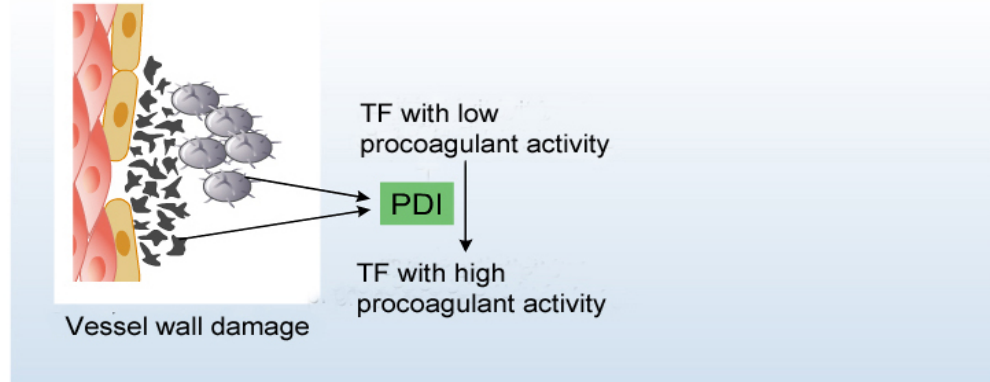 TF with low
procoagulant activity
PDI
TF with high
procoagulant activity
Vessel wall damage